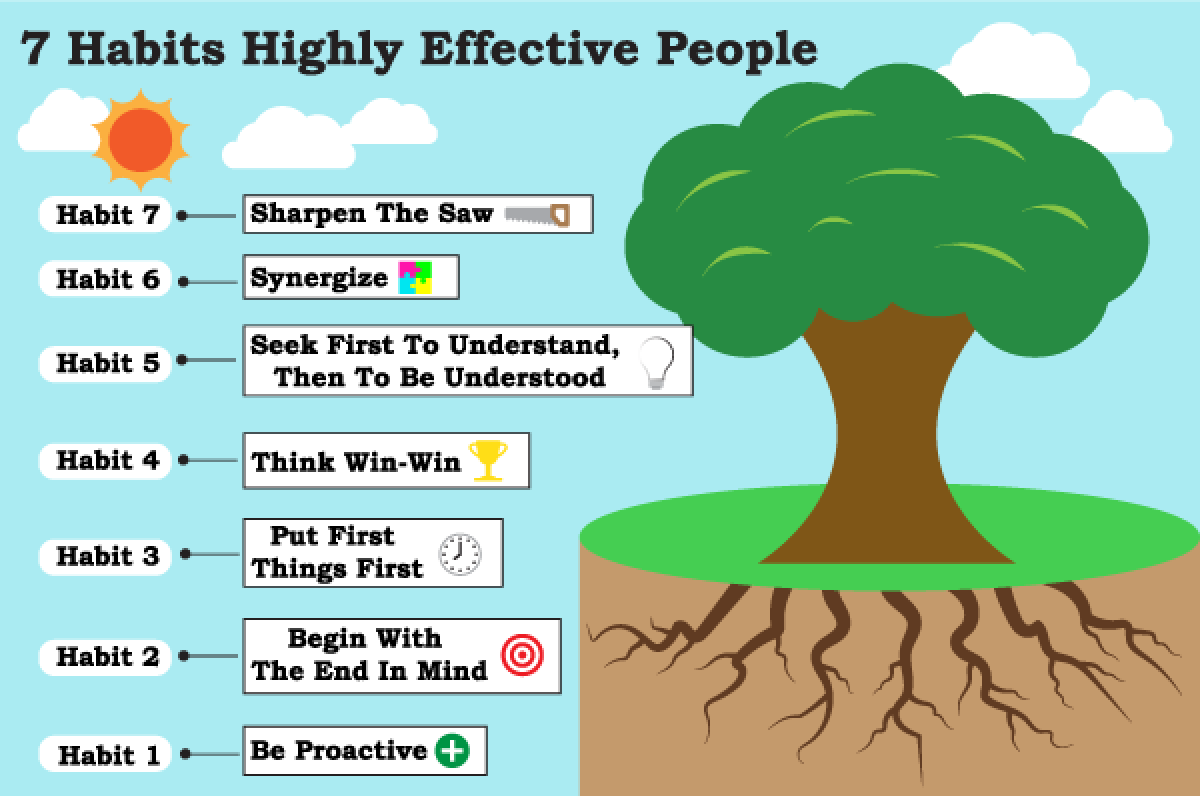 7 Habits Highly Effective People
Habit 7
Sharpen The Saw
Habit 6
Synergize
Habit 5
Seek First To Understand,
Then To Be Understood
Habit 4
Think Win-Win
Habit 3
Put First
Things First
Habit 2
Begin With
The End In Mind
Habit 1
Be Proactive